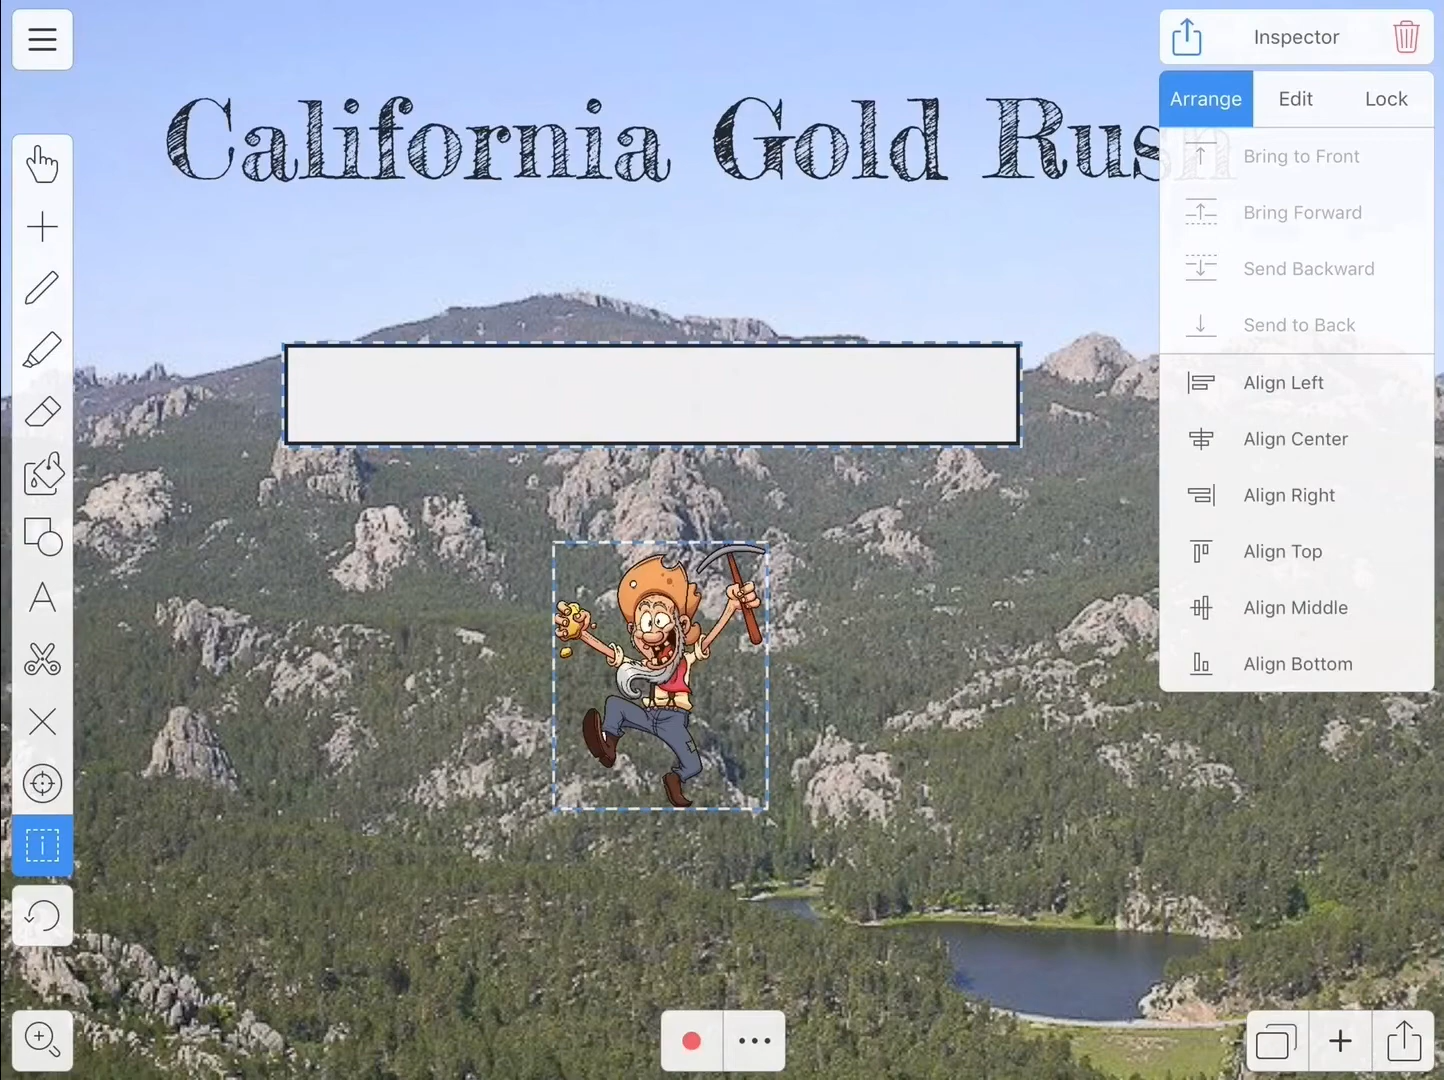 Inspector
Arrange Edit Lock
California Gold Rush
Bring to Front
Bring Forward
Send Backward
Send to Back
Align Left
Align Center
Align Right
Align Top
Align Middle
Align Bottom